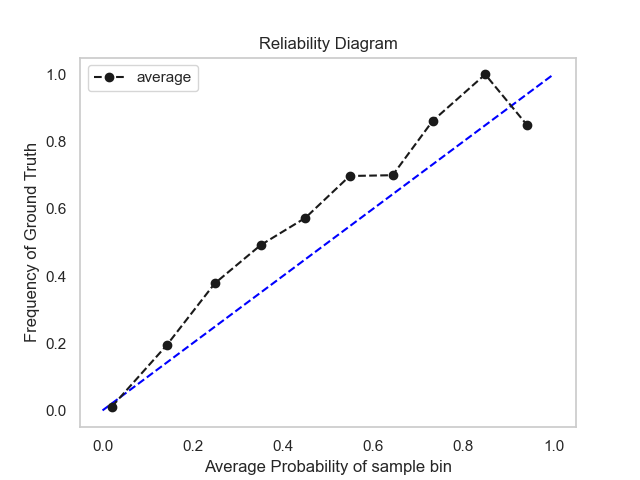 Reliability Diagram
average
Frequency of Ground Truth
1.0
0.8
0.6
0.4
0.2
0.0
0.0 0.2 0.4 0.6 0.8 1.0
Average Probability of sample bin